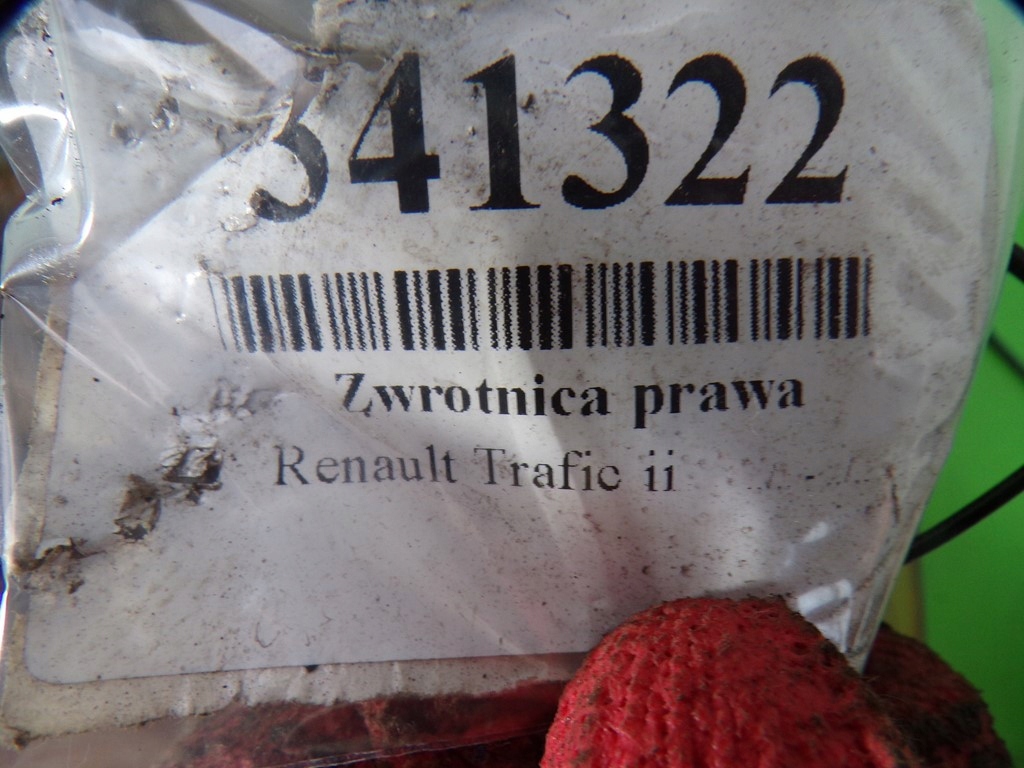 341322
Zwrotnica prawa
Renault Trafic ii